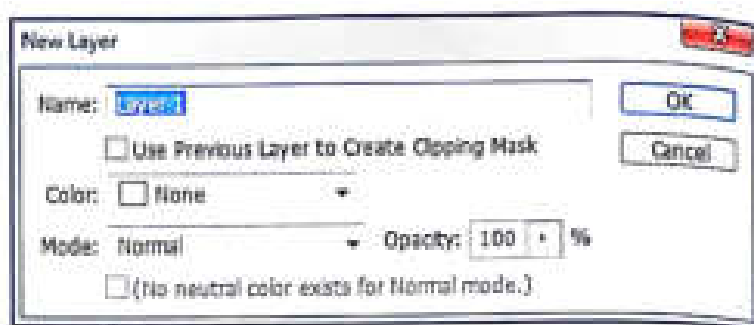 New Layer
Name: Layer 1
OK
Use Previous Layer to Create Clipping Mask
Cancel
Color: None
Mode: Normal Opacity: 100 %
(No neutral color exists for Normal mode.)